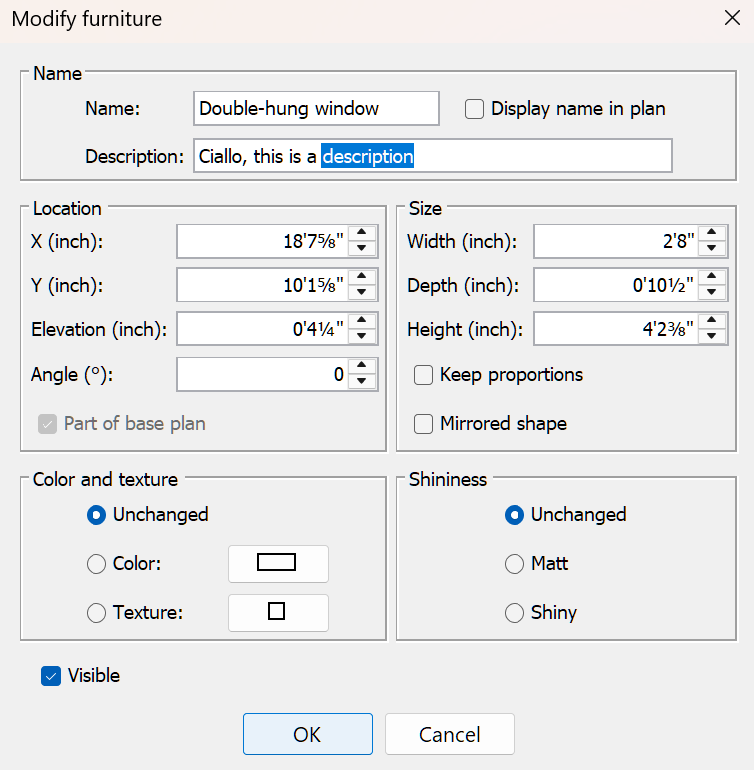 Modify furniture
Name
Name: Double-hung window Display name in plan
Description: Ciallo, this is a description
Location
X (inch): 18'7⅝"
Y (inch): 10'1⅝"
Elevation (inch): 0'4¼"
Angle (°): 0
Part of base plan
Size
Width (inch): 2'8"
Depth (inch): 0'10½"
Height (inch): 4'2⅜"
Keep proportions
Mirrored shape
Color and texture
Unchanged
Color:
Texture:
Shininess
Unchanged
Matt
Shiny
Visible
OK Cancel